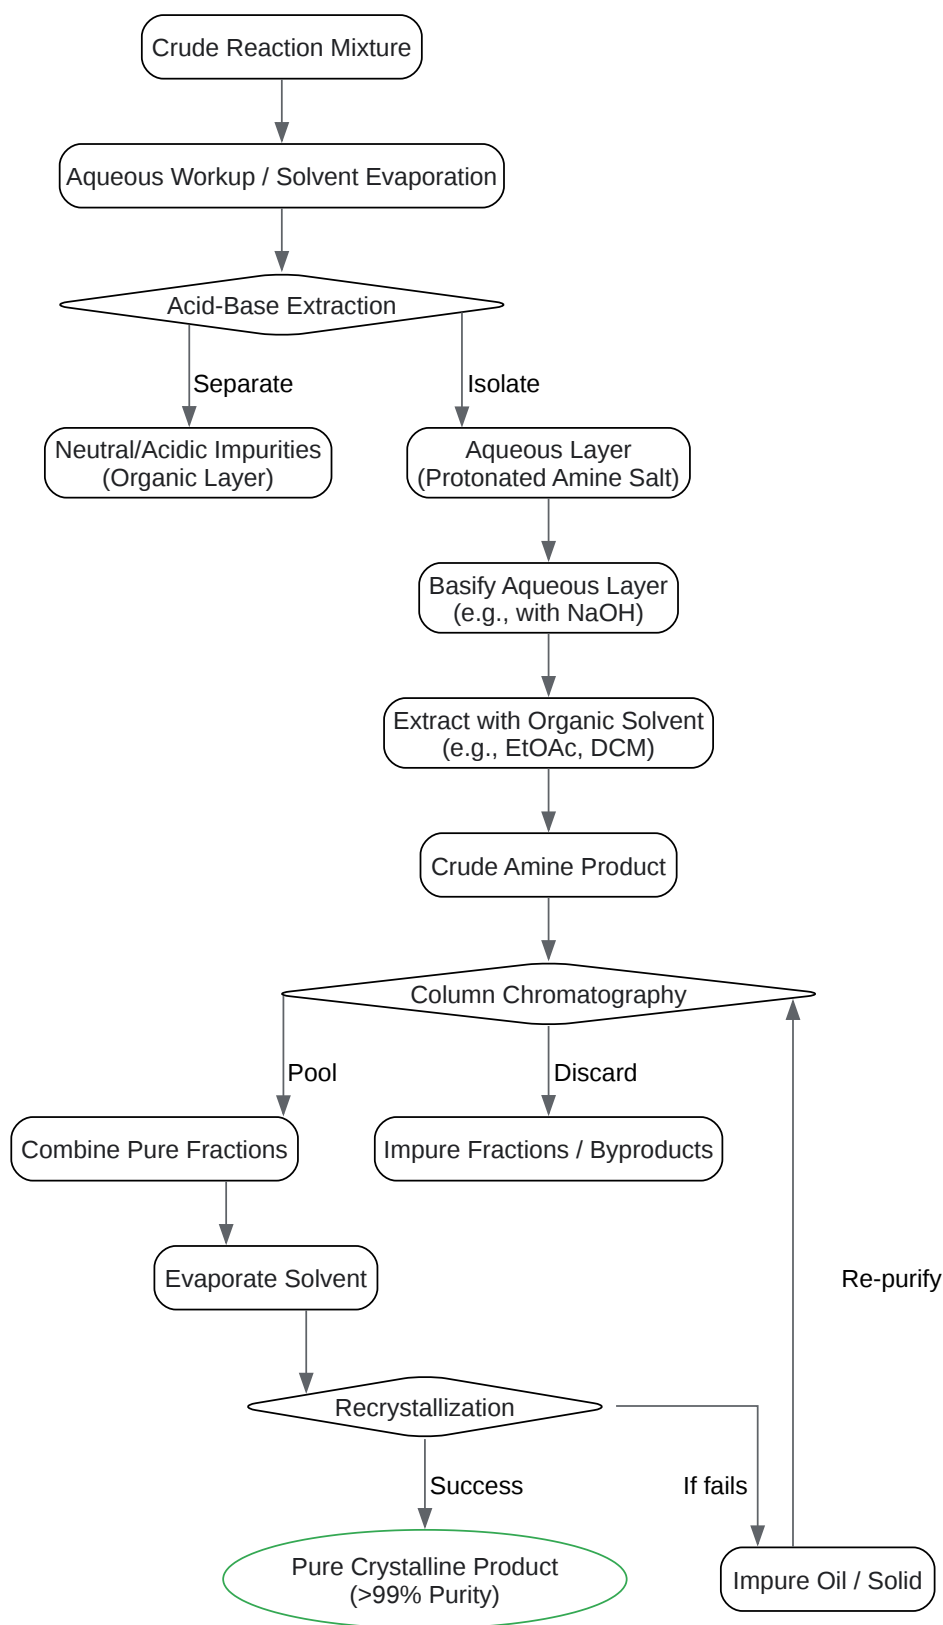 Crude Reaction Mixture
Aqueous Workup / Solvent Evaporation
Acid-Base Extraction
Separate
Isolate
Neutral/Acidic Impurities
(Organic Layer)
Aqueous Layer
(Protonated Amine Salt)
Basify Aqueous Layer
(e.g., with NaOH)
Extract with Organic Solvent
(e.g., EtOAc, DCM)
Crude Amine Product
Column Chromatography
Pool
Discard
Combine Pure Fractions
Impure Fractions / Byproducts
Evaporate Solvent
Re-purify
Recrystallization
Success
If fails
Pure Crystalline Product
(>99% Purity)
Impure Oil / Solid